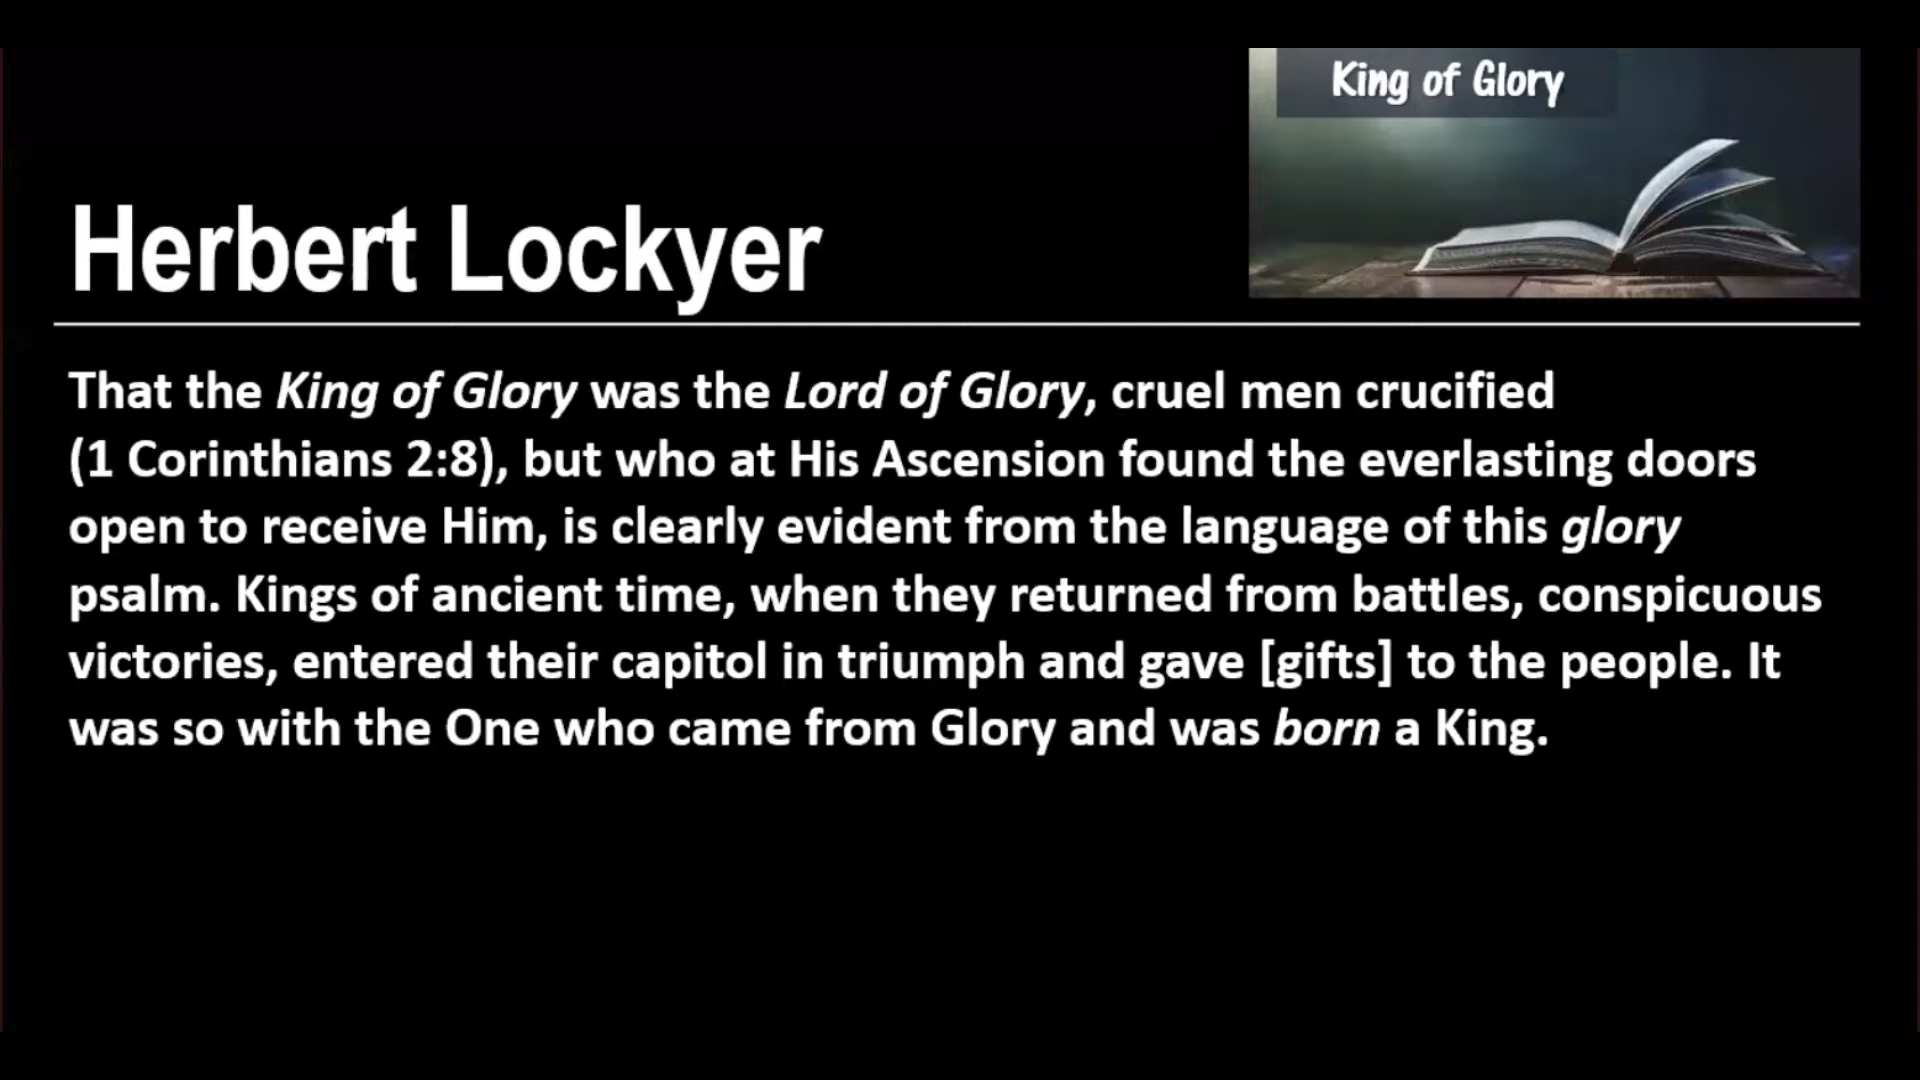 King of Glory
Herbert Lockyer
That the King of Glory was the Lord of Glory, cruel men crucified
(1 Corinthians 2:8), but who at His Ascension found the everlasting doors
open to receive Him, is clearly evident from the language of this glory
psalm. Kings of ancient time, when they returned from battles, conspicuous
victories, entered their capitol in triumph and gave [gifts] to the people. It
was so with the One who came from Glory and was born a King.